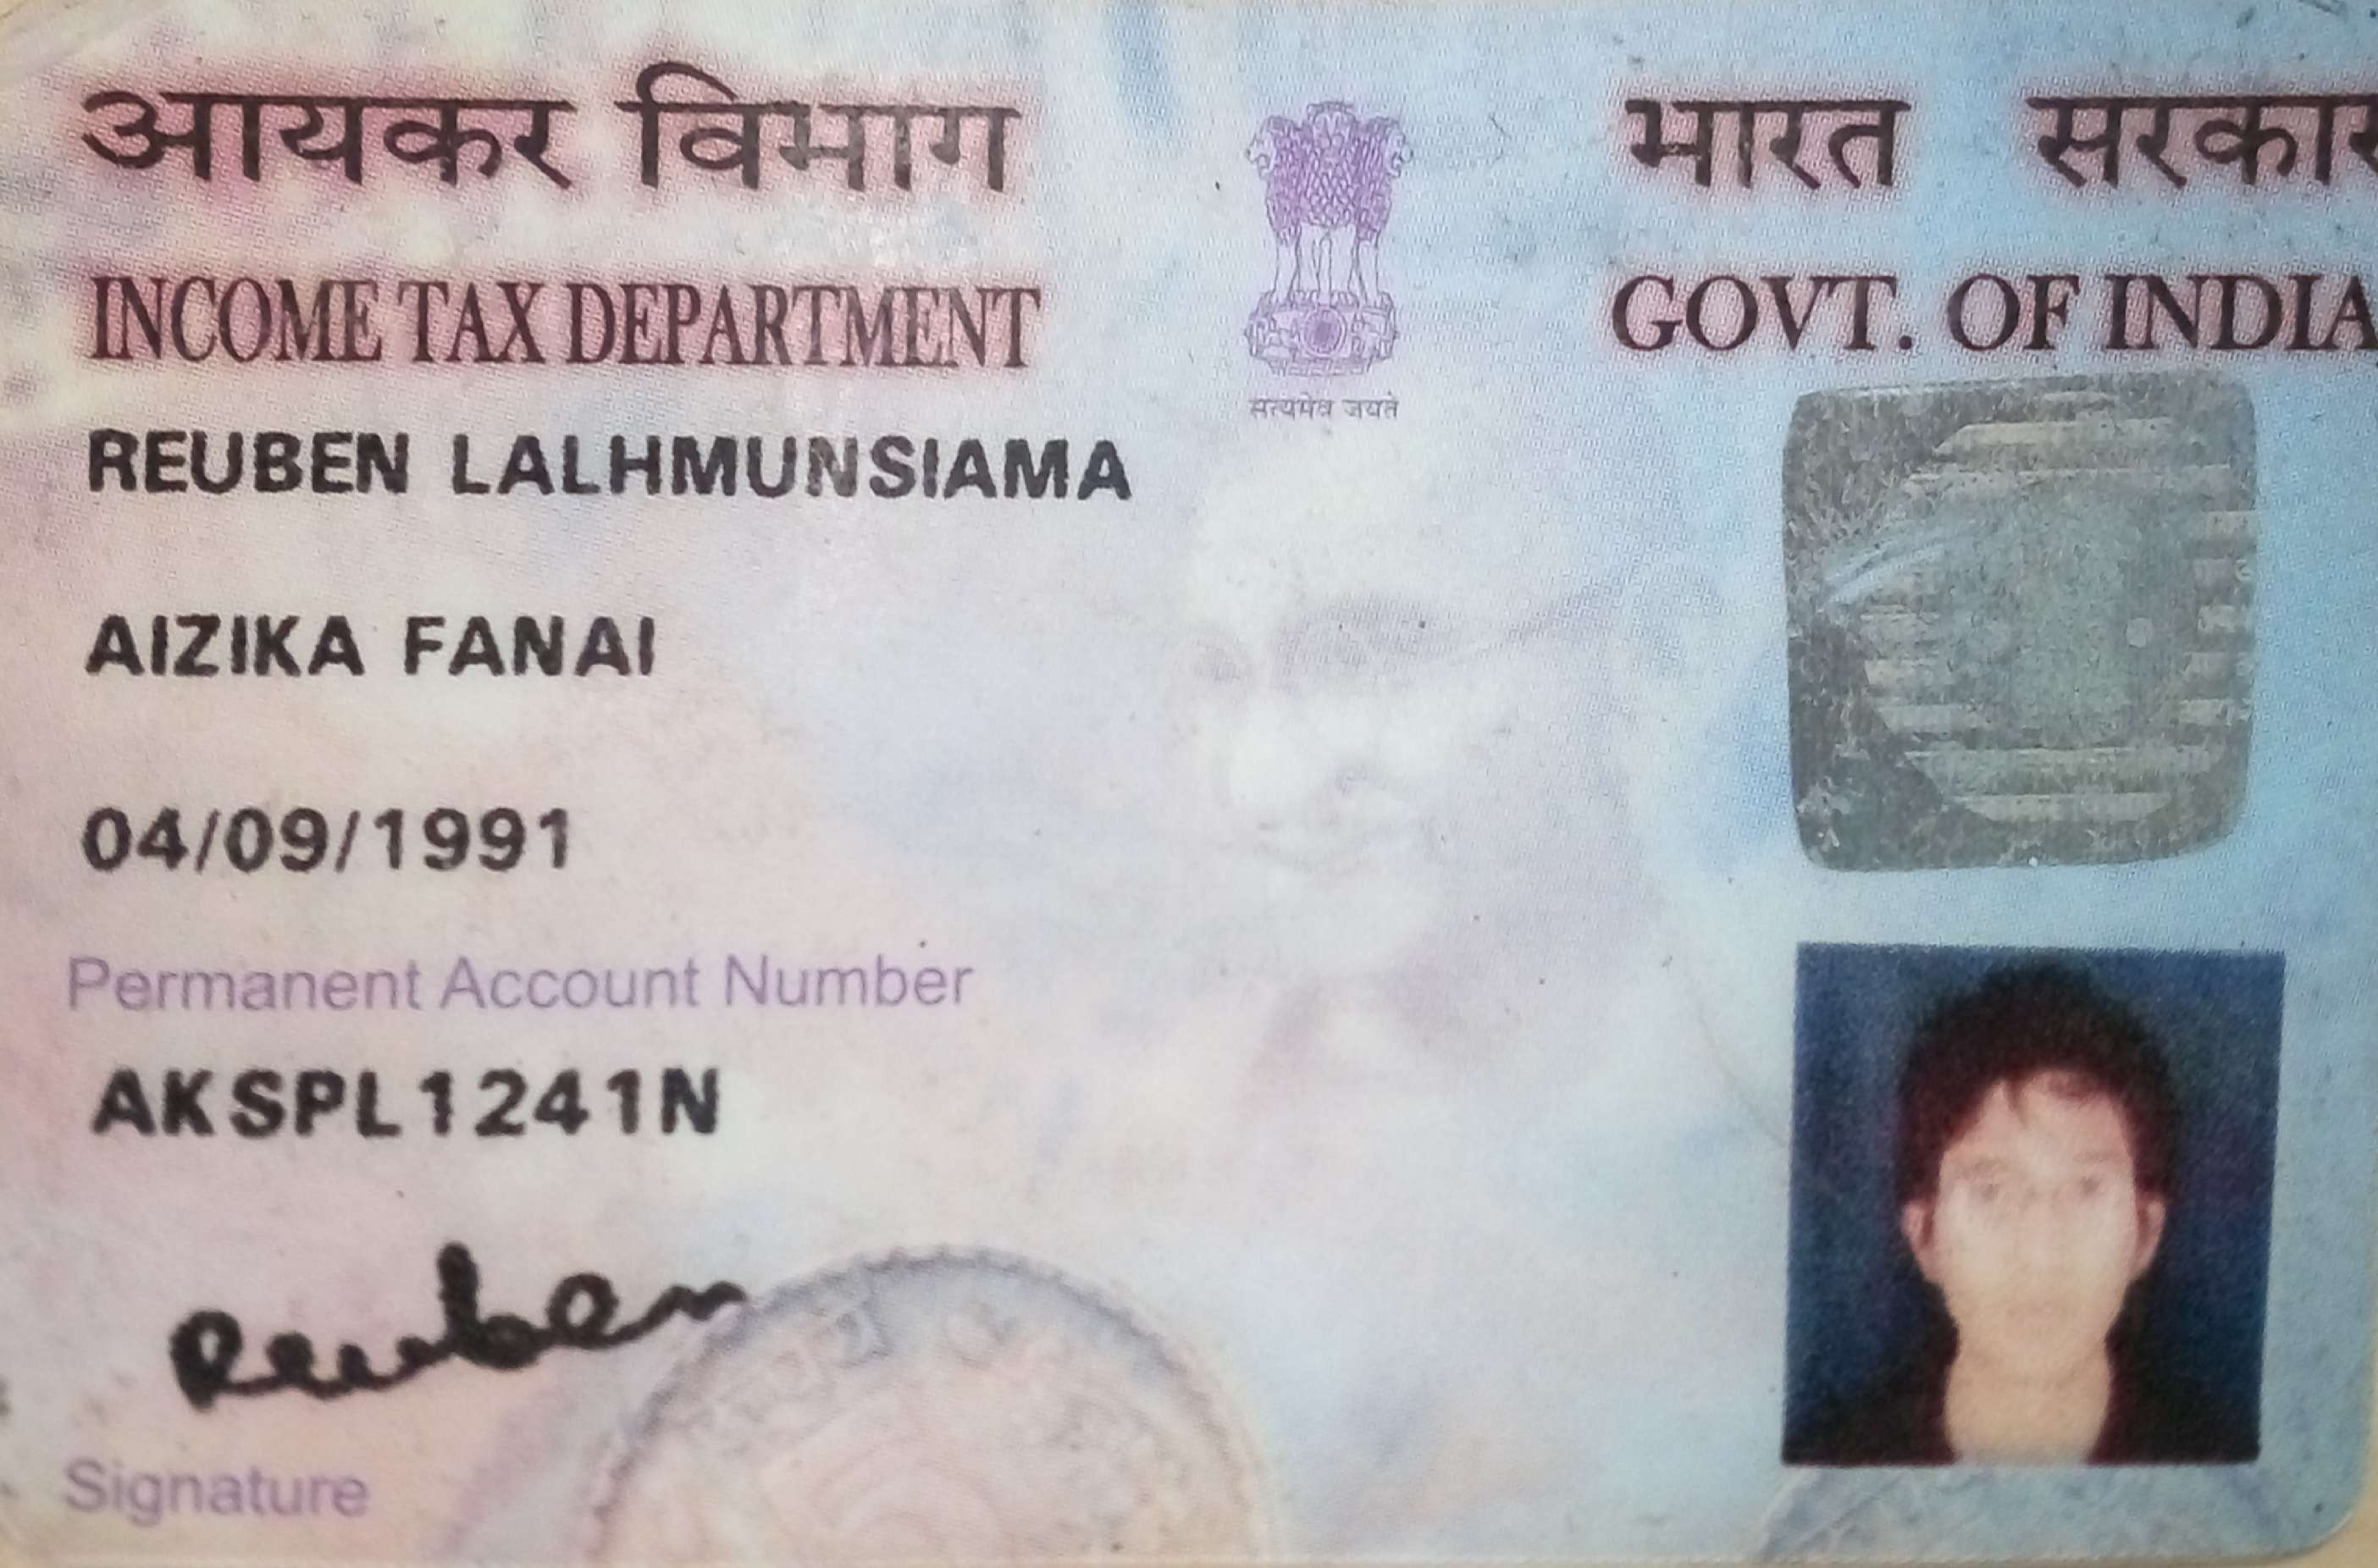 आयकर विभाग
INCOME TAX DEPARTMENT
भारत सरकार
GOVT. OF INDIA
सत्यमेव जयते
REUBEN LALHMUNSIAMA
AIZIKA FANAI
04/09/1991
Permanent Account Number
AKSPL1241N
Reuben
Signature